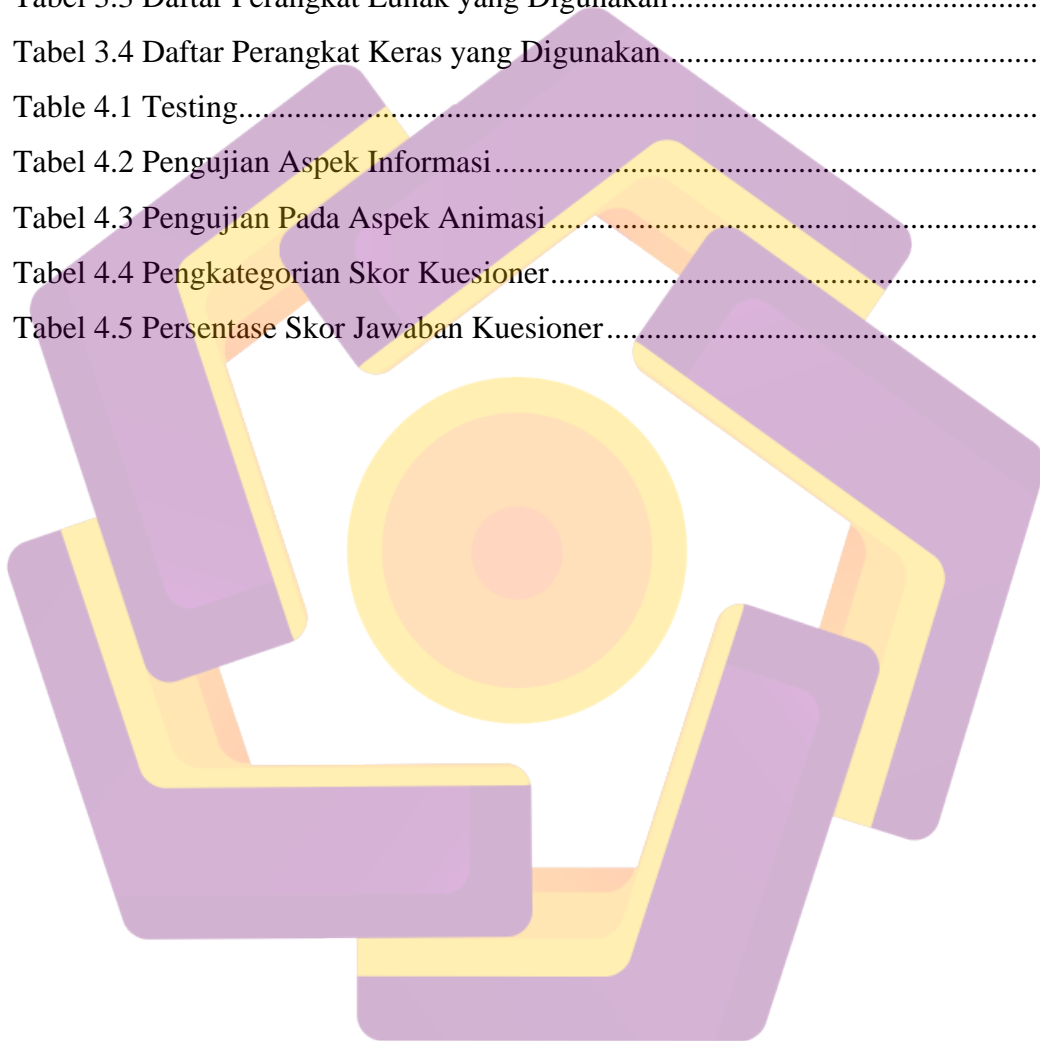 Tabel 3.3 Daftar Perangkat Lunak yang Digunakan
Tabel 3.4 Daftar Perangkat Keras yang Digunakan
Table 4.1 Testing
Tabel 4.2 Pengujian Aspek Informasi
Tabel 4.3 Pengujian Pada Aspek Animasi
Tabel 4.4 Pengkategorian Skor Kuesioner
Tabel 4.5 Persentase Skor Jawaban Kuesioner